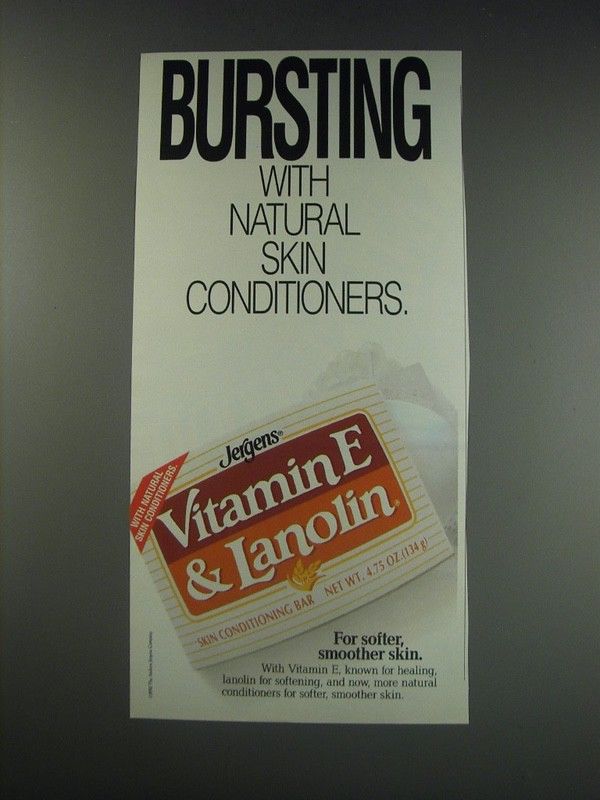 BURSTING
WITH
NATURAL
SKIN
CONDITIONERS.
Jergens®
WITH NATURAL
SKIN CONDITIONERS.
Vitamin E
& Lanolin®
SKIN CONDITIONING BAR NET WT. 4.75 OZ.(134 g)
For softer,
smoother skin.
With Vitamin E, known for healing,
lanolin for softening, and now, more natural
conditioners for softer, smoother skin.